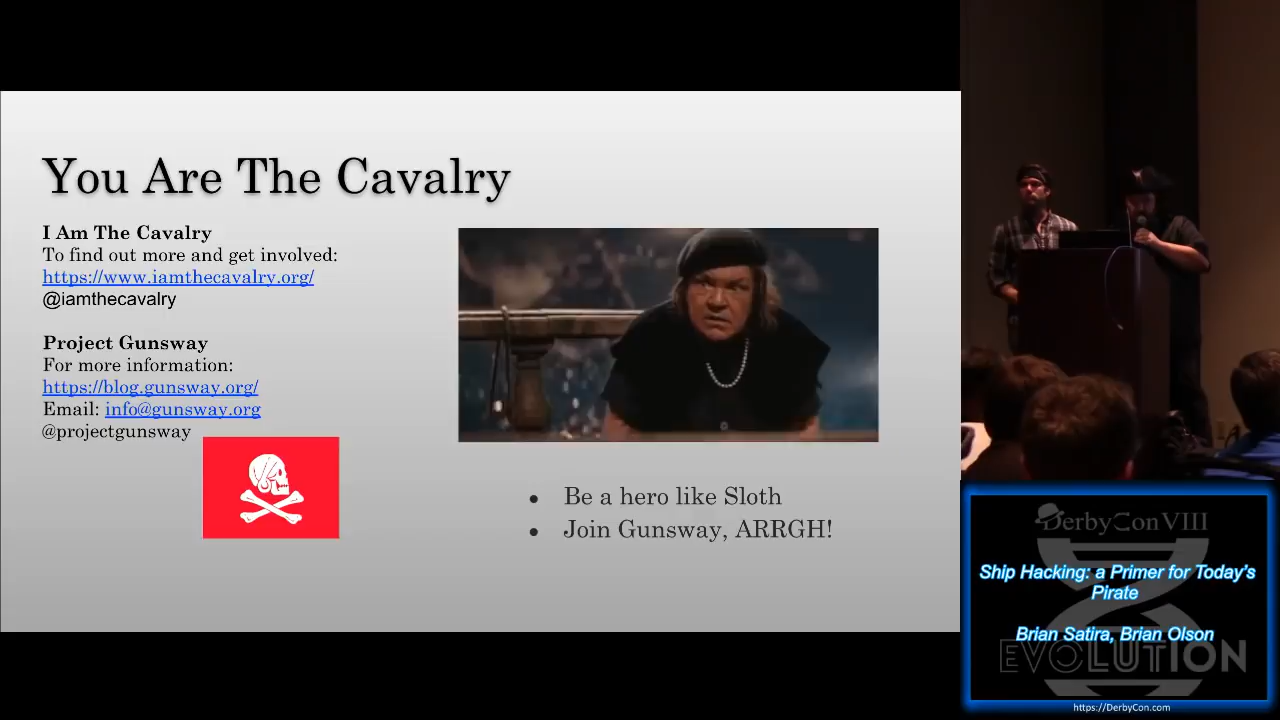 You Are The Cavalry
I Am The Cavalry
To find out more and get involved:
https://www.iamthecavalry.org/
@iamthecavalry
Project Gunsway
For more information:
https://blog.gunsway.org/
Email: info@gunsway.org
@projectgunsway
• Be a hero like Sloth
• Join Gunsway, ARRGH!
DerbyCon VIII
Ship Hacking: a Primer for Today's
Pirate
Brian Satira, Brian Olson
EVOLUTION
https://DerbyCon.com